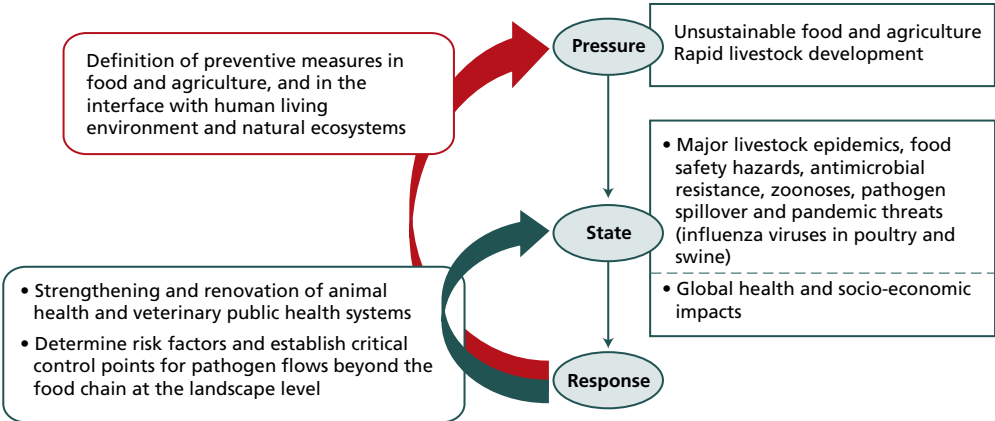 Pressure
Unsustainable food and agriculture
Rapid livestock development
Definition of preventive measures in
food and agriculture, and in the
interface with human living
environment and natural ecosystems
• Major livestock epidemics, food
safety hazards, antimicrobial
resistance, zoonoses, pathogen
spillover and pandemic threats
(influenza viruses in poultry and
swine)
• Global health and socio-economic
impacts
State
• Strengthening and renovation of animal
health and veterinary public health systems
• Determine risk factors and establish critical
control points for pathogen flows beyond the
food chain at the landscape level
Response